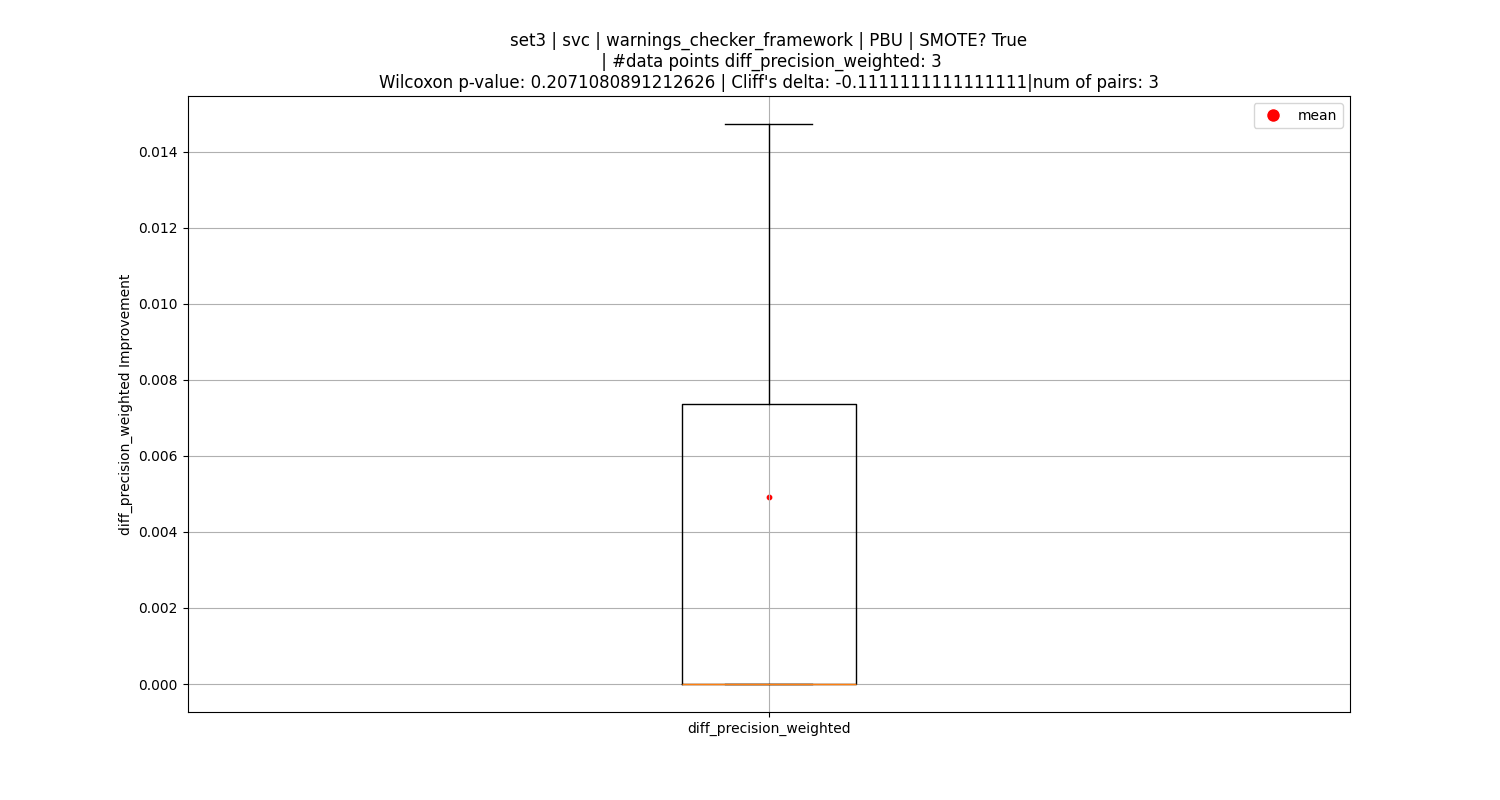 set3 | svc | warnings_checker_framework | PBU | SMOTE? True
| #data points diff_precision_weighted: 3
Wilcoxon p-value: 0.2071080891212626 | Cliff's delta: -0.1111111111111111|num of pairs: 3
mean
0.014
0.012
0.010
0.008
0.006
0.004
0.002
0.000
diff_precision_weighted Improvement
diff_precision_weighted